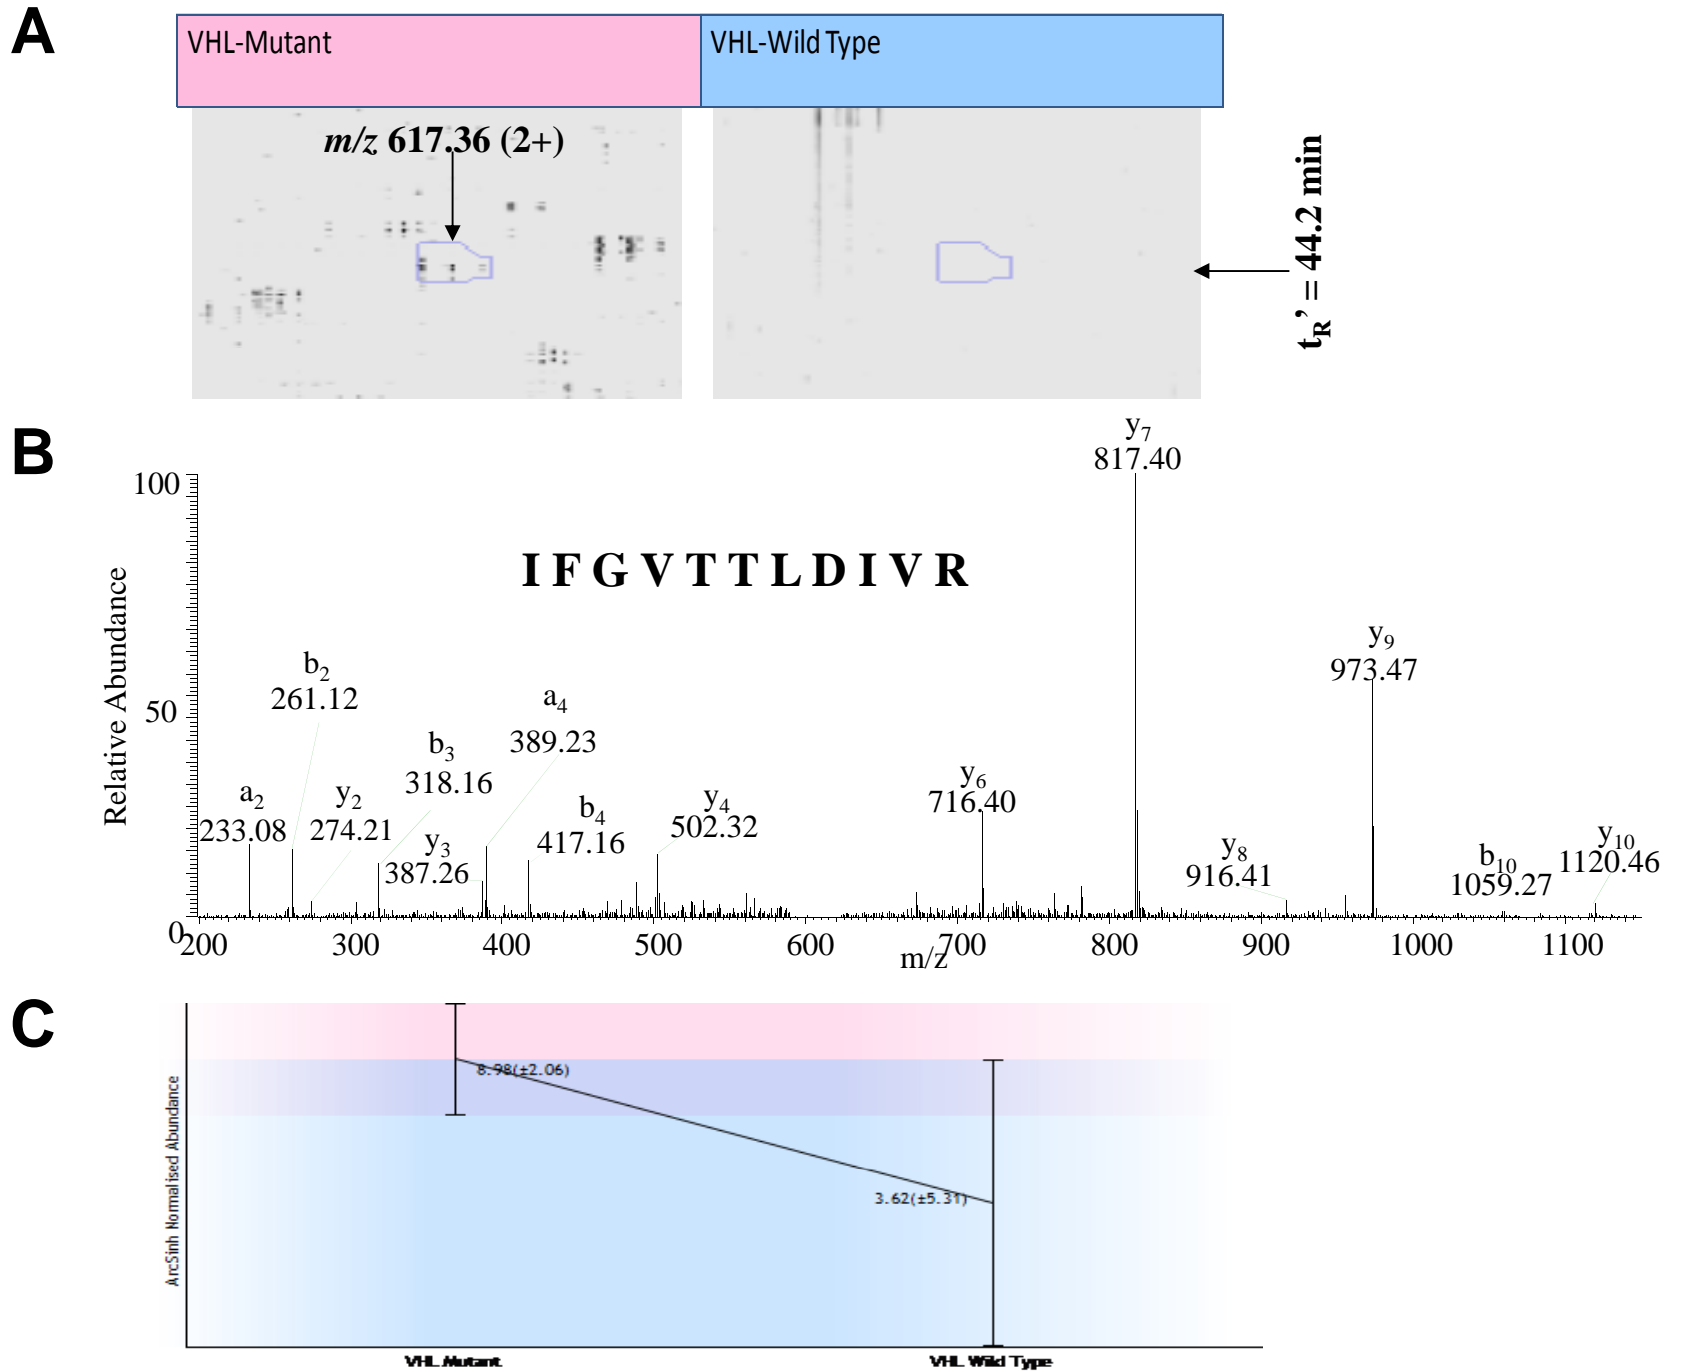 A
VHL-Mutant
VHL-Wild Type
m/z 617.36 (2+)
tR' = 44.2 min
B
Relative Abundance
100
50
0
I F G V T T L D I V R
a2
233.08
b2
261.12
y2
274.21
b3
318.16
y3
387.26
a4
389.23
b4
417.16
y4
502.32
y6
716.40
y7
817.40
y8
916.41
y9
973.47
b10
1059.27
y10
1120.46
200 300 400 500 600 700 800 900 1000 1100
m/z
C
ArcSinh Normalised Abundance
8.98(±2.06)
3.62(±5.31)
VHL Mutant
VHL Wild Type